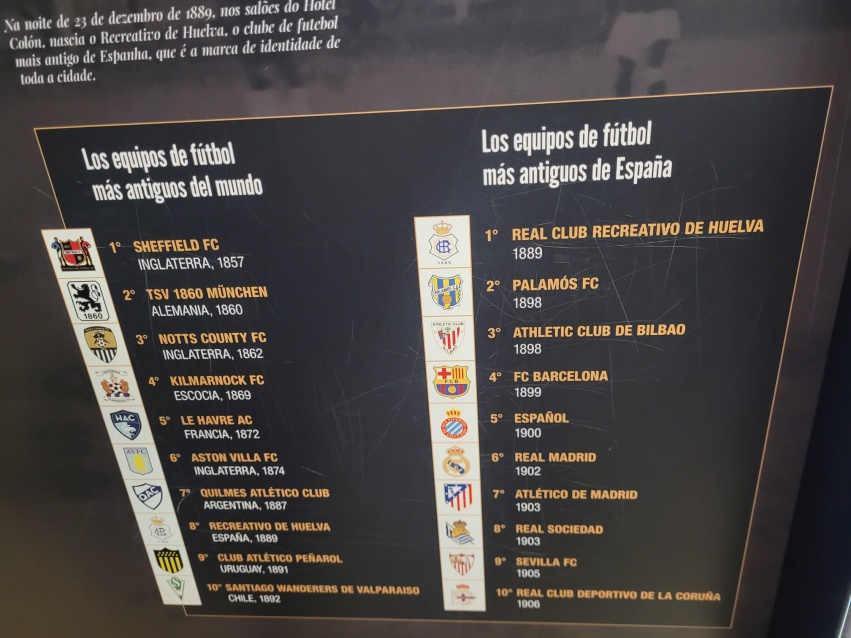 Na noite de 23 de dezembro de 1889, nos salões do Hotel
Colón, nascia o Recreativo de Huelva, o clube de futebol
mais antigo de Espanha, que é a marca de identidade de
toda a cidade.
Los equipos de fútbol
más antiguos del mundo
1° SHEFFIELD FC
INGLATERRA, 1857
1860
2° TSV 1860 MÜNCHEN
ALEMANIA, 1860
3° NOTTS COUNTY FC
INGLATERRA, 1862
4° KILMARNOCK FC
ESCOCIA, 1869
HAC
5° LE HAVRE AC
FRANCIA, 1872
AVFC
6° ASTON VILLA FC
INGLATERRA, 1874
QAC
7° QUILMES ATLÉTICO CLUB
ARGENTINA, 1887
8° RECREATIVO DE HUELVA
ESPAÑA, 1889
9° CLUB ATLÉTICO PEÑAROL
URUGUAY, 1891
10° SANTIAGO WANDERERS DE VALPARAISO
CHILE, 1892
Los equipos de fútbol
más antiguos de España
1889
1° REAL CLUB RECREATIVO DE HUELVA
1889
2° PALAMÓS FC
1898
ATHLETIC CLUB
3° ATHLETIC CLUB DE BILBAO
1898
FCB
4° FC BARCELONA
1899
5° ESPAÑOL
1900
6° REAL MADRID
1902
7° ATLÉTICO DE MADRID
1903
8° REAL SOCIEDAD
1903
9° SEVILLA FC
1905
10° REAL CLUB DEPORTIVO DE LA CORUÑA
1906